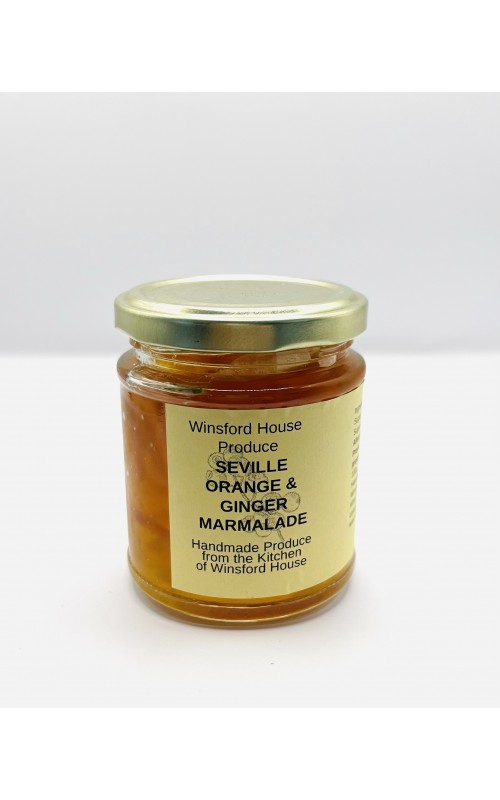 Winsford House
Produce
SEVILLE
ORANGE &
GINGER
MARMALADE
Handmade Produce
from the Kitchen
of Winsford House